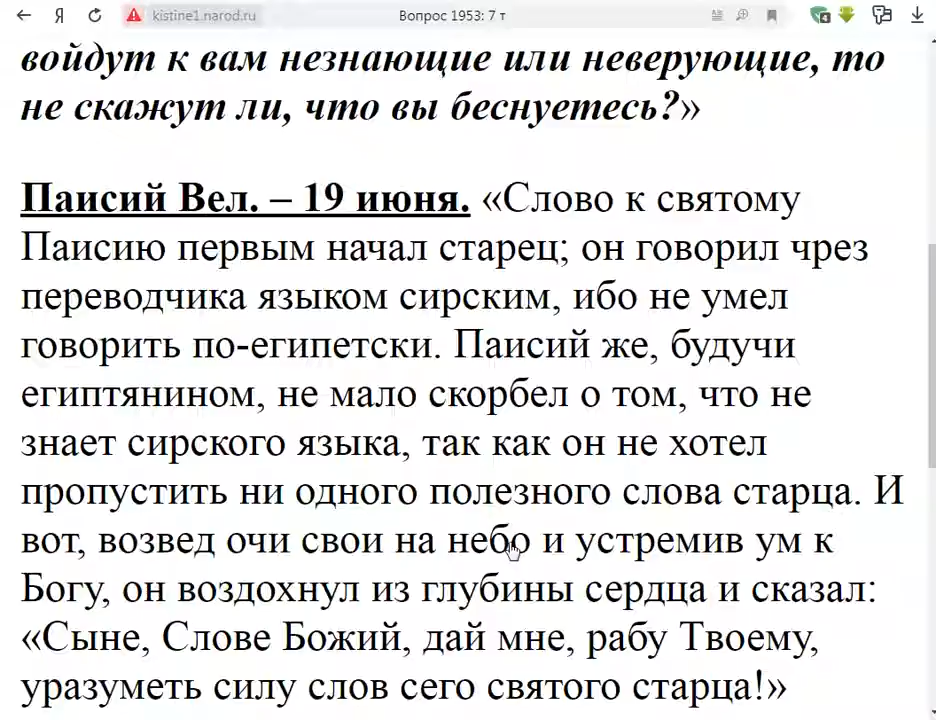 Я kistine1.narod.ru Вопрос 1953: 7 т 4
войдут к вам незнающие или неверующие, то
не скажут ли, что вы беснуетесь?»
Паисий Вел. – 19 июня. «Слово к святому
Паисию первым начал старец; он говорил чрез
переводчика языком сирским, ибо не умел
говорить по-египетски. Паисий же, будучи
египтянином, не мало скорбел о том, что не
знает сирского языка, так как он не хотел
пропустить ни одного полезного слова старца. И
вот, возвед очи свои на небо и устремив ум к
Богу, он воздохнул из глубины сердца и сказал:
«Сыне, Слове Божий, дай мне, рабу Твоему,
уразуметь силу слов сего святого старца!»